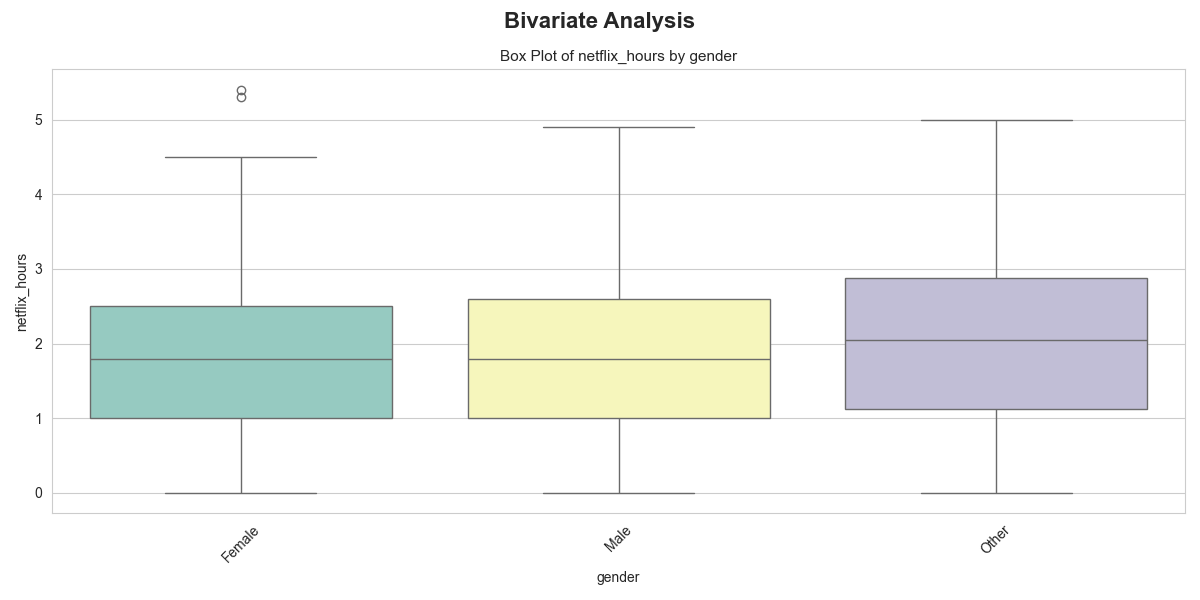 Bivariate Analysis
Box Plot of netflix_hours by gender
netflix_hours
5
4
3
2
1
0
Female
Male
Other
gender